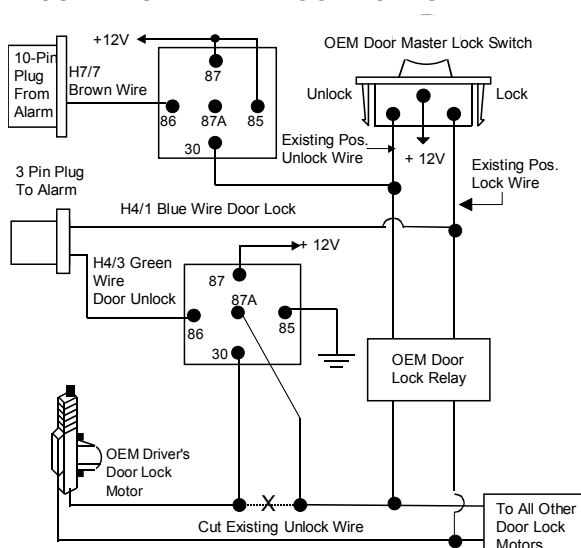 +12V
OEM Door Master Lock Switch
10-Pin
Plug
From
Alarm
H7/7
Brown Wire
87
86
87A
85
30
Unlock
Lock
Existing Pos.
Unlock Wire
+ 12V
Existing Pos.
Lock Wire
3 Pin Plug
To Alarm
H4/1 Blue Wire Door Lock
H4/3 Green
Wire
Door Unlock
+ 12V
87
87A
86
85
30
OEM Door
Lock Relay
OEM Driver's
Door Lock
Motor
X
Cut Existing Unlock Wire
To All Other
Door Lock
Motors